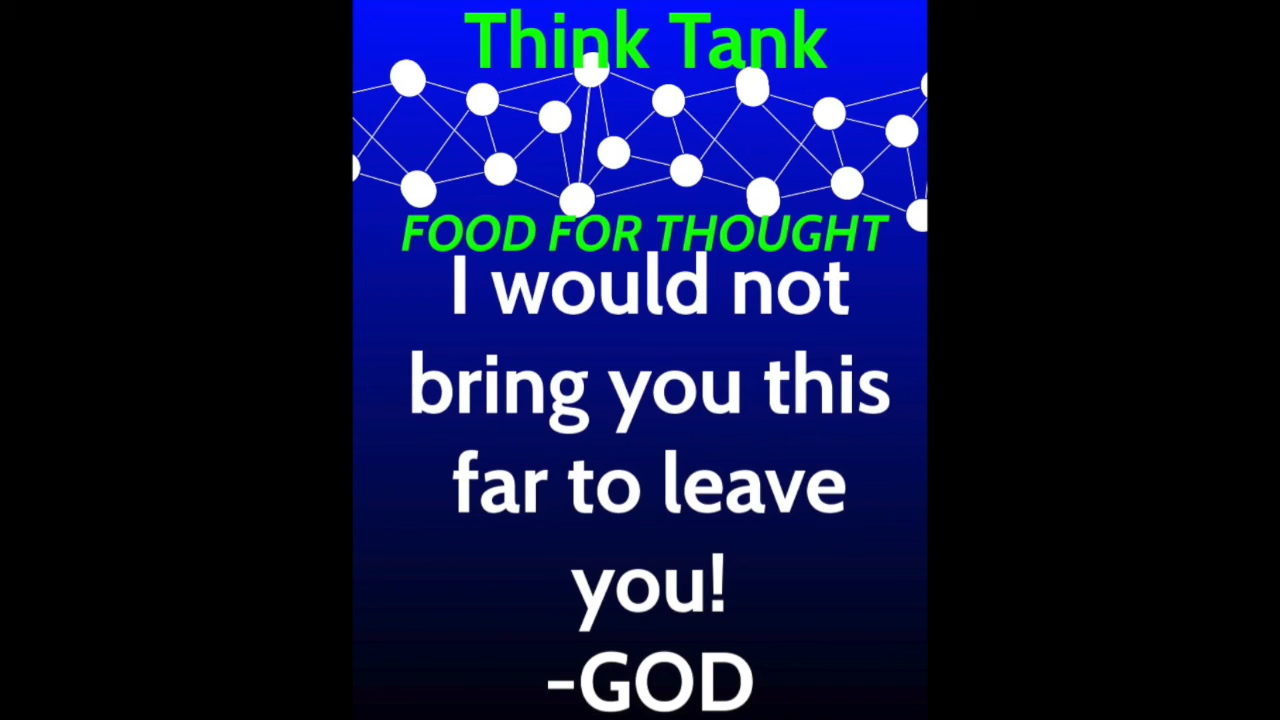 Think Tank
FOOD FOR THOUGHT
I would not
bring you this
far to leave
you!
-GOD